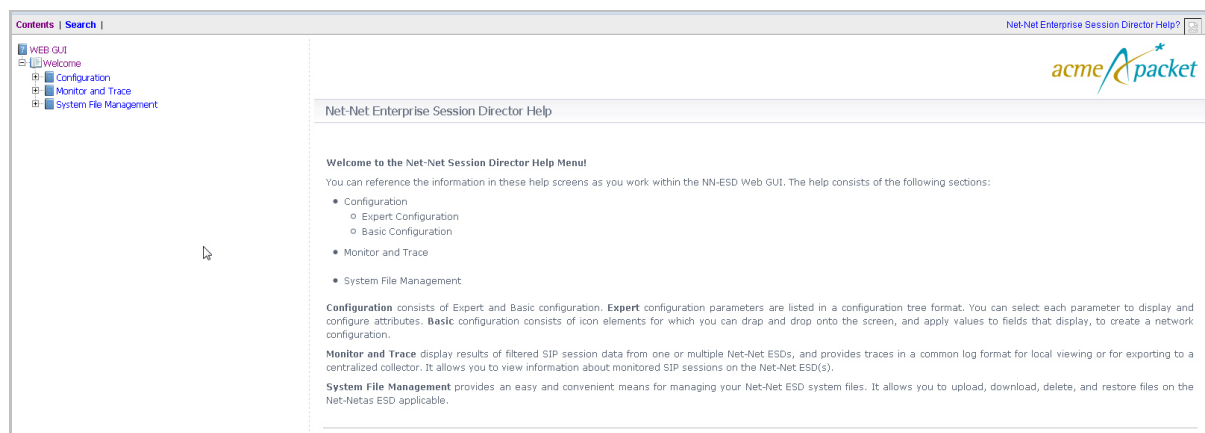 Contents | Search |
Net-Net Enterprise Session Director Help?
WEB GUI
Welcome
Configuration
Monitor and Trace
System File Management
acme packet
Net-Net Enterprise Session Director Help
Welcome to the Net-Net Session Director Help Menu!
You can reference the information in these help screens as you work within the NN-ESD Web GUI. The help consists of the following sections:
• Configuration
Expert Configuration
Basic Configuration
• Monitor and Trace
• System File Management
Configuration consists of Expert and Basic configuration. Expert configuration parameters are listed in a configuration tree format. You can select each parameter to display and
configure attributes. Basic configuration consists of icon elements for which you can drap and drop onto the screen, and apply values to fields that display, to create a network
configuration.
Monitor and Trace display results of filtered SIP session data from one or multiple Net-Net ESDs, and provides traces in a common log format for local viewing or for exporting to a
centralized collector. It allows you to view information about monitored SIP sessions on the Net-Net ESD(s).
System File Management provides an easy and convenient means for managing your Net-Net ESD system files. It allows you to upload, download, delete, and restore files on the
Net-Netas ESD applicable.